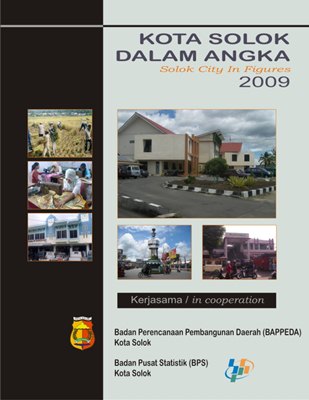 KOTA SOLOK
DALAM ANGKA
Solok City In Figures
2009
Kerjasama / in cooperation
Badan Perencanaan Pembangunan Daerah (BAPPEDA)
Kota Solok
Badan Pusat Statistik (BPS)
Kota Solok